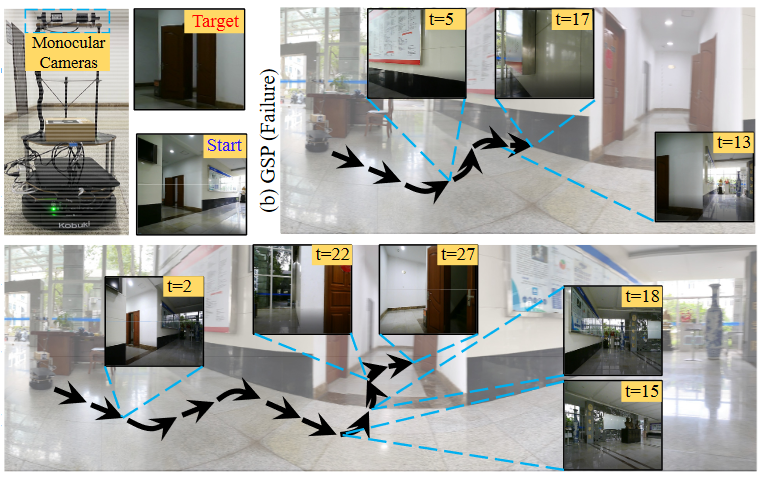 Monocular
Cameras
Target
Start
Kobuki
(b) GSP (Failure)
t=5
t=17
t=13
t=2
t=22
t=27
t=18
t=15